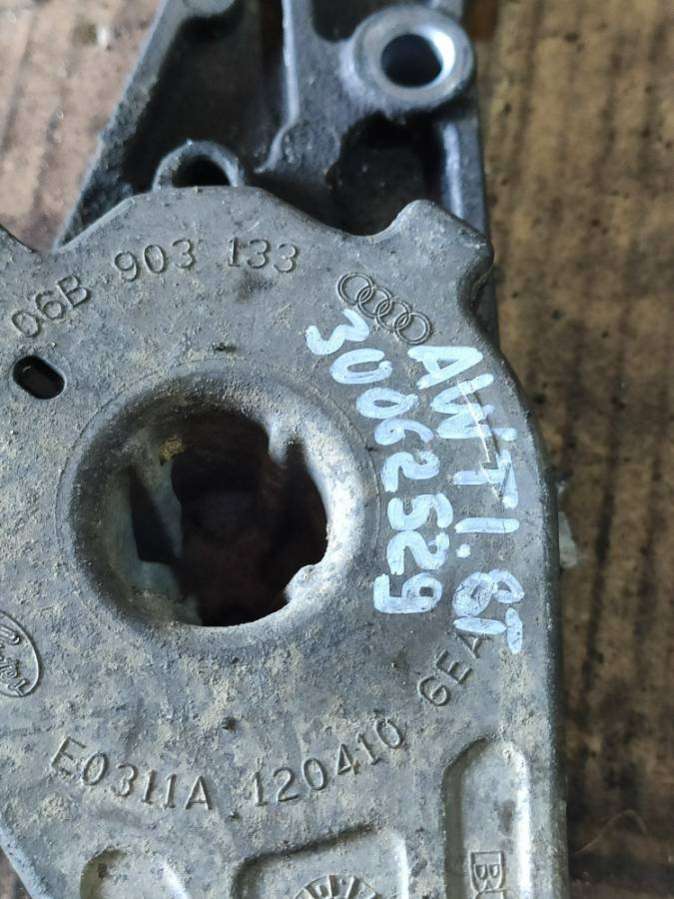 06B 903 133
AWT 1.8T
30062529
E0311A 120410 GEA